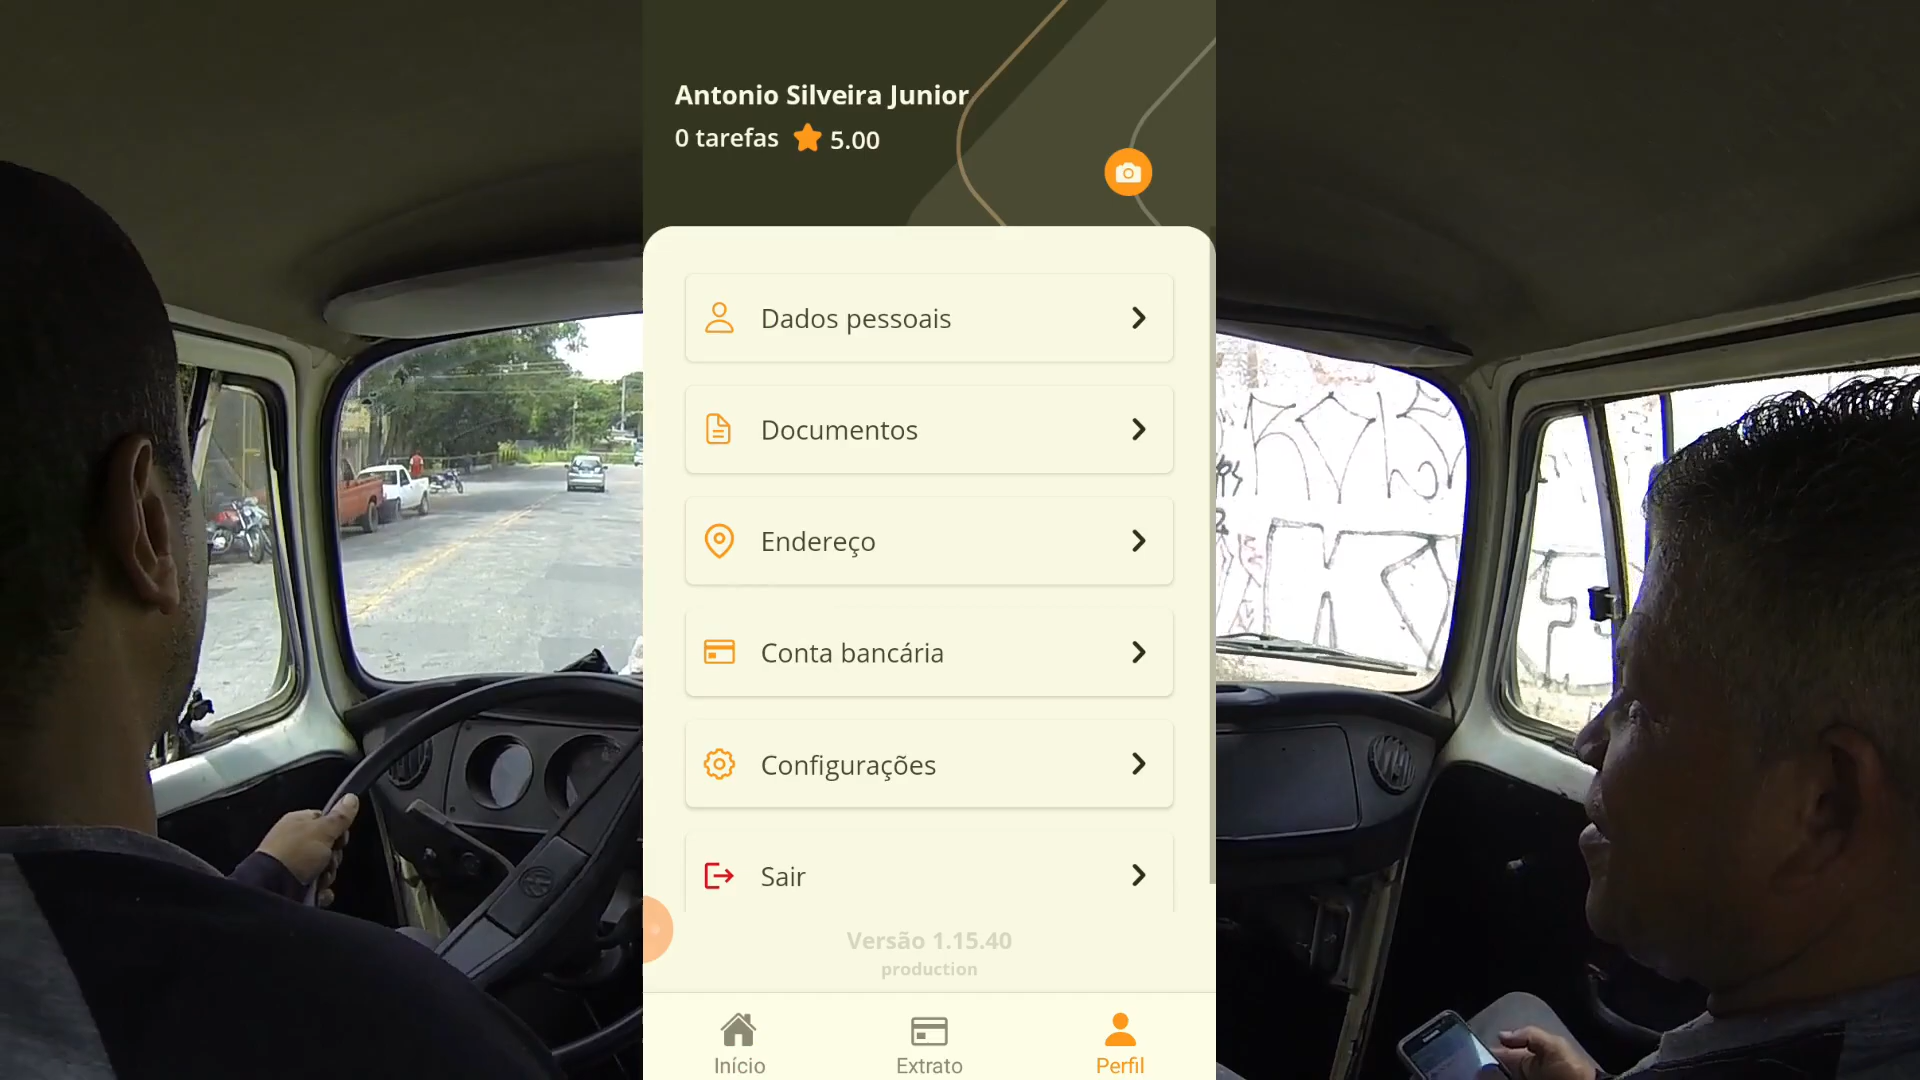 Antonio Silveira Junior
0 tarefas 5.00
Dados pessoais
Documentos
Endereço
Conta bancária
Configurações
Sair
Versão 1.15.40
production
Início
Extrato
Perfil